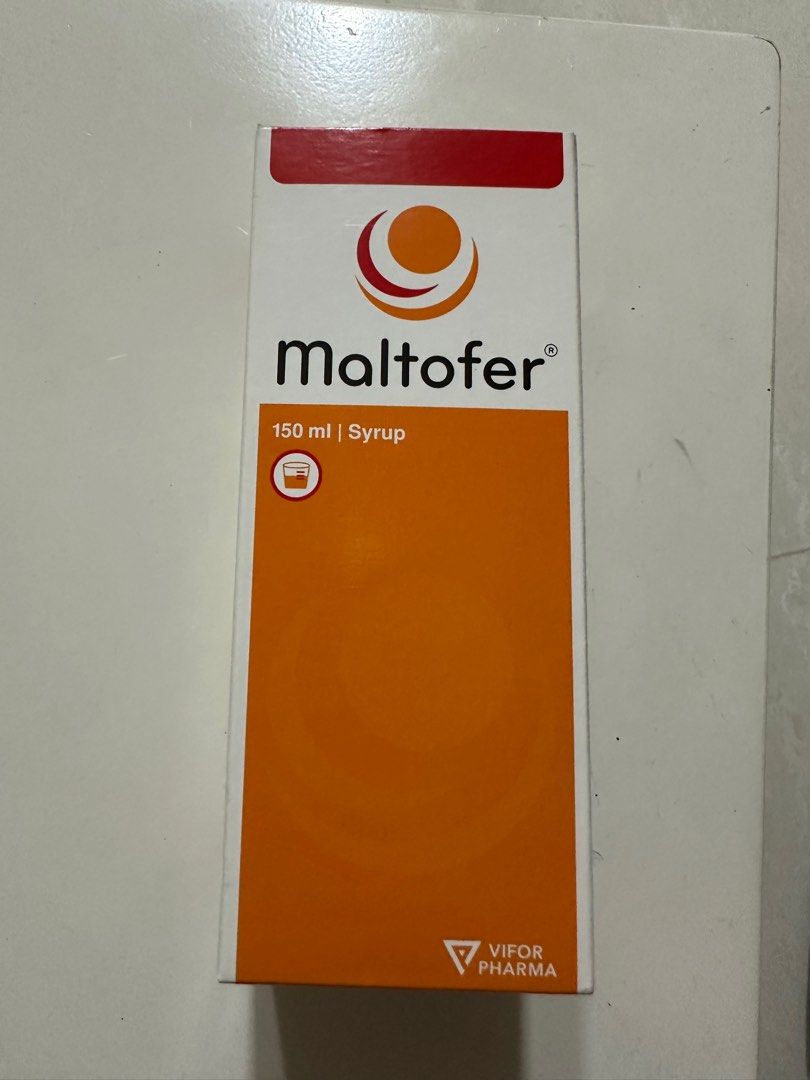 Maltofer®
150 ml | Syrup
VIFOR
PHARMA